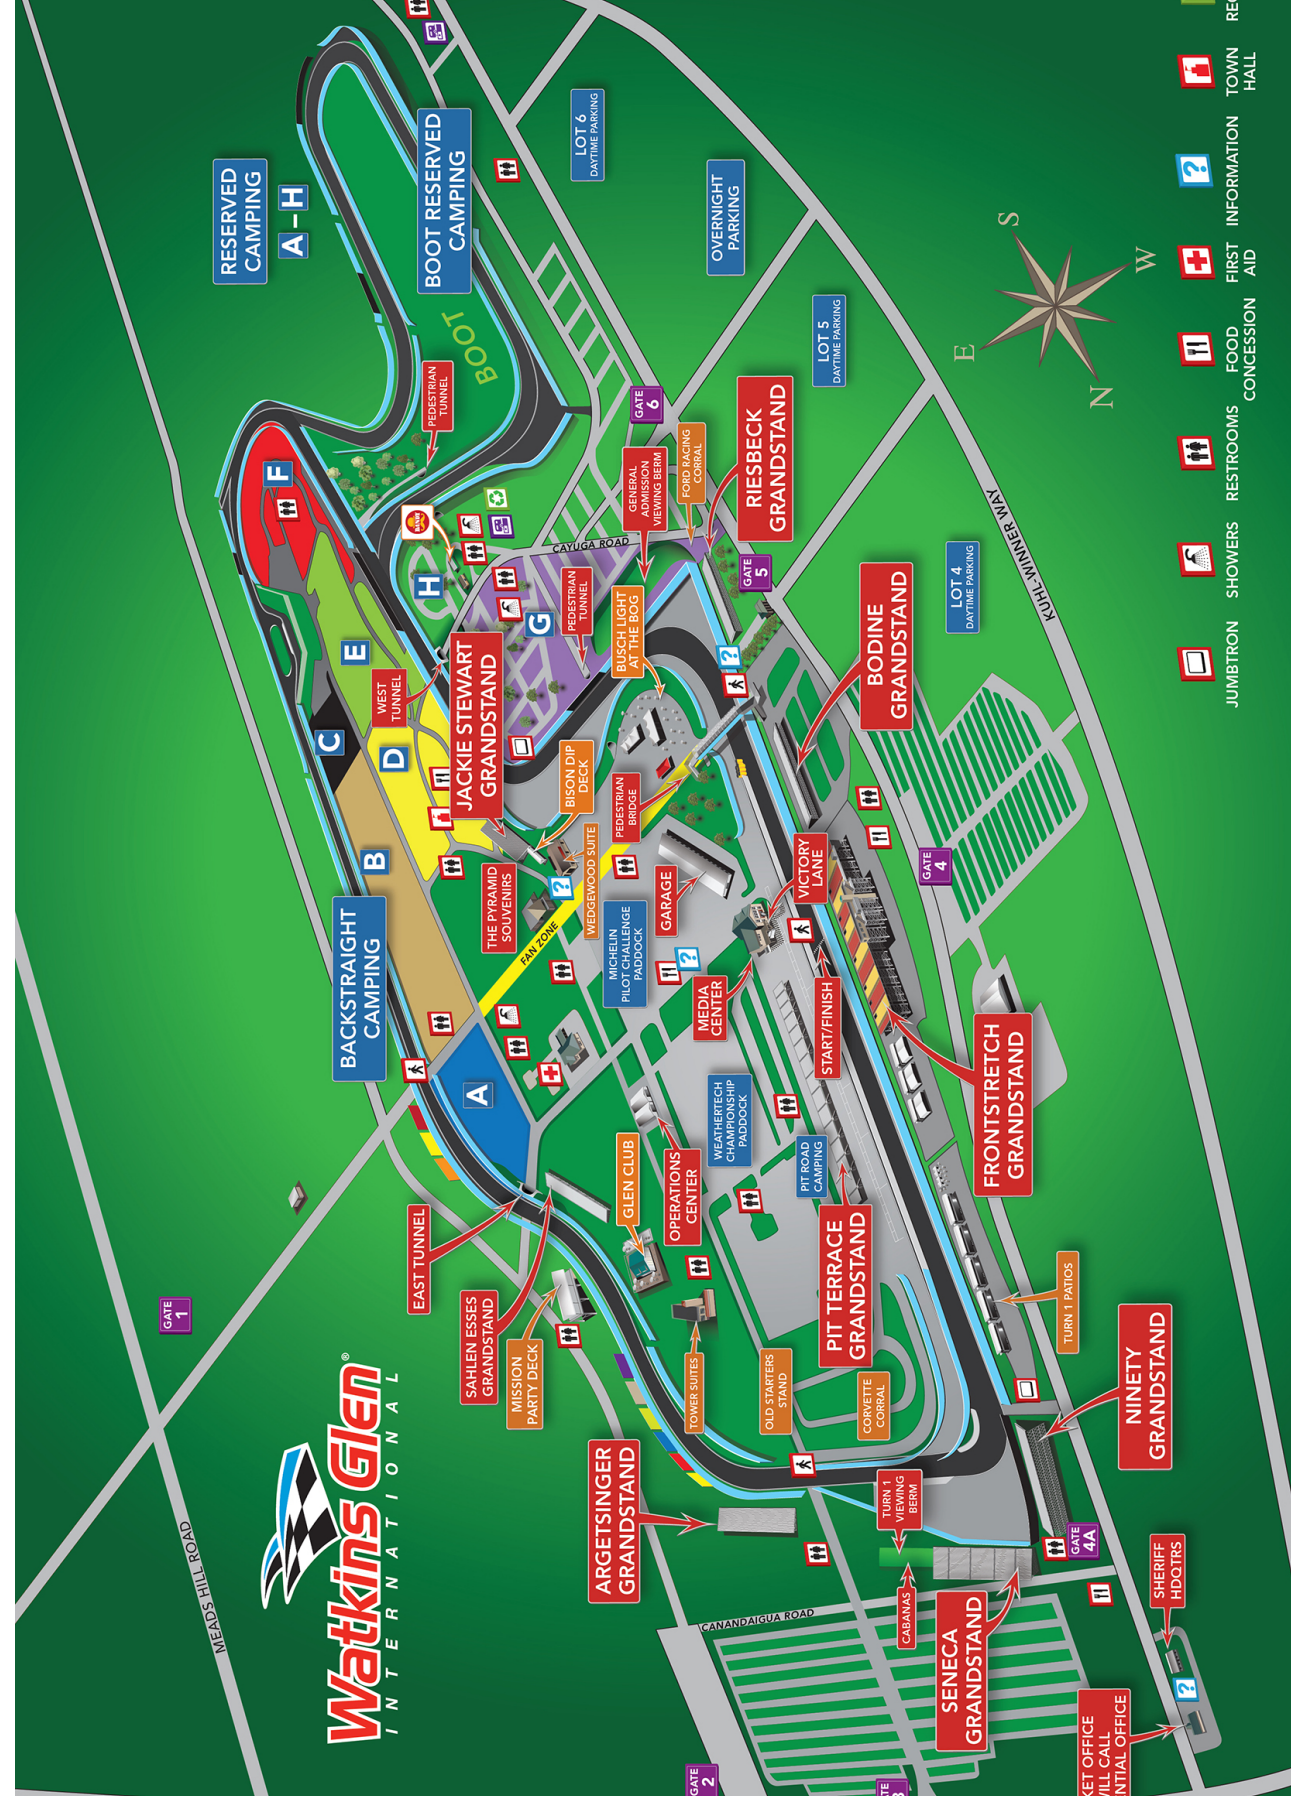 Watkins Glen®
INTERNATIONAL
MEADS HILL ROAD
GATE
1
GATE
2
RESERVED
CAMPING
A – H
BACKSTRAIGHT
CAMPING
BOOT RESERVED
CAMPING
BOOT
PEDESTRIAN
TUNNEL
F
E
C
D
B
A
H
G
WEST
TUNNEL
JACKIE STEWART
GRANDSTAND
EAST TUNNEL
SAHLEN ESSES
GRANDSTAND
MISSION
PARTY DECK
ARGETSINGER
GRANDSTAND
THE PYRAMID
SOUVENIRS
FAN ZONE
BISON DIP
DECK
WEDGEWOOD SUITE
PEDESTRIAN
TUNNEL
CAYUGA ROAD
BUSCH LIGHT
AT THE BOG
GENERAL
ADMISSION
VIEWING BERM
GATE
6
FORD RACING
CORRAL
RIESBECK
GRANDSTAND
GATE
5
PEDESTRIAN
BRIDGE
GARAGE
MICHELIN
PILOT CHALLENGE
PADDOCK
GLEN CLUB
OPERATIONS
CENTER
MEDIA
CENTER
VICTORY
LANE
START/FINISH
WEATHERTECH
CHAMPIONSHIP
PADDOCK
PIT ROAD
CAMPING
PIT TERRACE
GRANDSTAND
TOWER SUITES
OLD STARTERS
STAND
CORVETTE
CORRAL
TURN 1
VIEWING
BERM
CABANAS
SENECA
GRANDSTAND
CANANDAIGUA ROAD
GATE
4A
NINETY
GRANDSTAND
TURN 1 PATIOS
FRONTSTRETCH
GRANDSTAND
GATE
4
BODINE
GRANDSTAND
LOT 4
DAYTIME PARKING
LOT 5
DAYTIME PARKING
LOT 6
DAYTIME PARKING
OVERNIGHT
PARKING
KUHL-WINNER WAY
SHERIFF
HDQTRS
KET OFFICE
ILL CALL
NTIAL OFFICE
N
E
S
W
JUMBTRON
SHOWERS
RESTROOMS
FOOD
CONCESSION
FIRST
AID
INFORMATION
TOWN
HALL